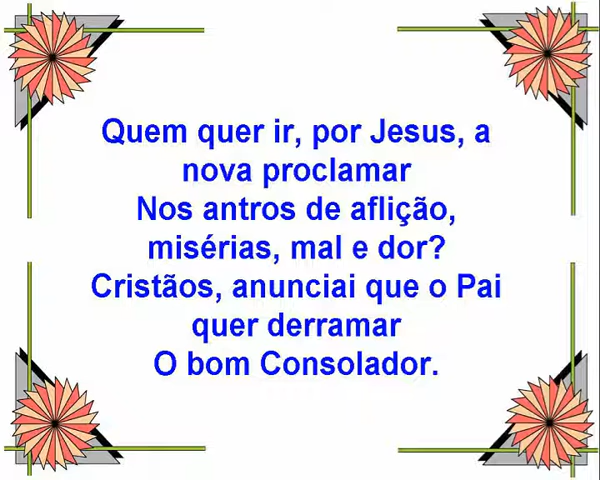 Quem quer ir, por Jesus, a
nova proclamar
Nos antros de aflição,
misérias, mal e dor?
Cristãos, anunciai que o Pai
quer derramar
O bom Consolador.